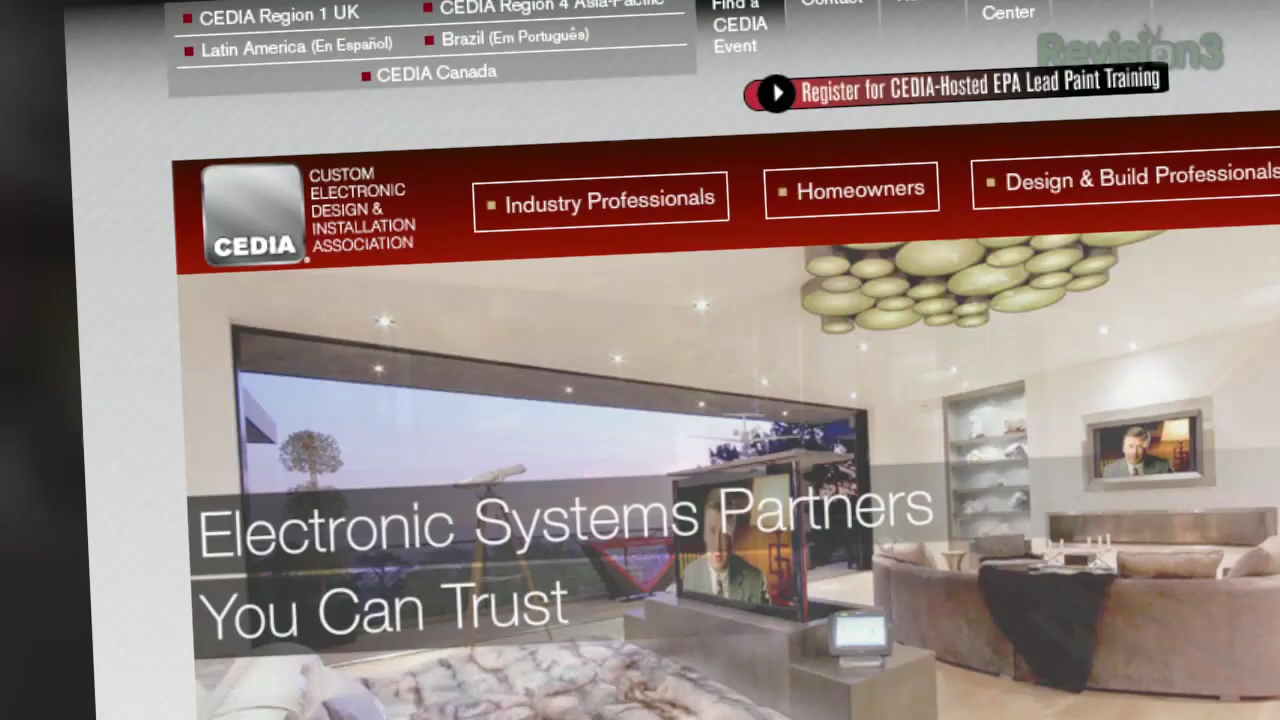 CEDIA Region 1 UK
CEDIA Region 4 Asia-Pacific
Latin America (En Español)
Brazil (Em Português)
CEDIA Canada
Find a
CEDIA
Event
Contact
Center
Revision3
Register for CEDIA-Hosted EPA Lead Paint Training
CEDIA
CUSTOM
ELECTRONIC
DESIGN &
INSTALLATION
ASSOCIATION
Industry Professionals
Homeowners
Design & Build Professionals
Electronic Systems Partners
You Can Trust